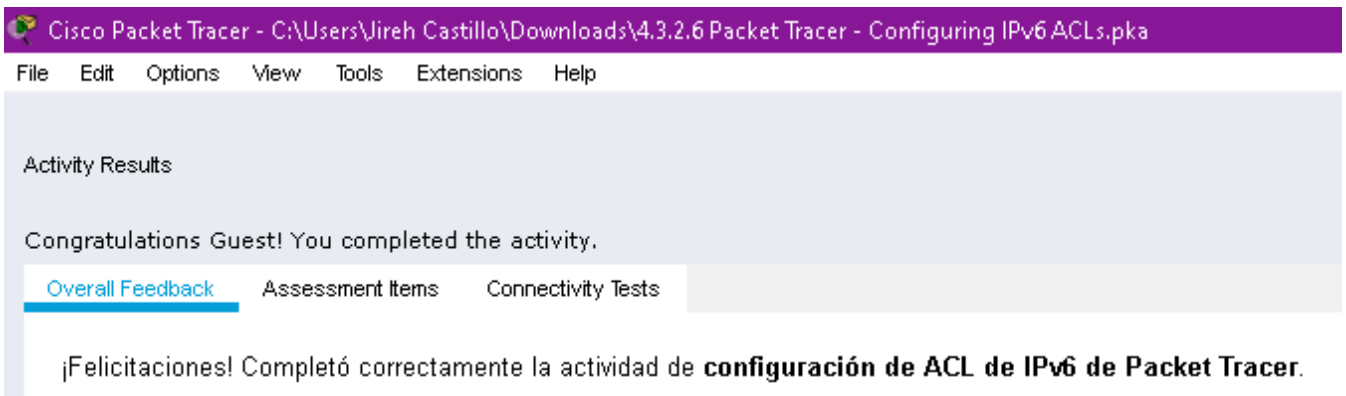 Cisco Packet Tracer - C:\Users\Jireh Castillo\Downloads\4.3.2.6 Packet Tracer - Configuring IPv6 ACLs.pka
File Edit Options View Tools Extensions Help
Activity Results
Congratulations Guest! You completed the activity.
Overall Feedback Assessment Items Connectivity Tests
¡Felicitaciones! Completó correctamente la actividad de configuración de ACL de IPv6 de Packet Tracer.